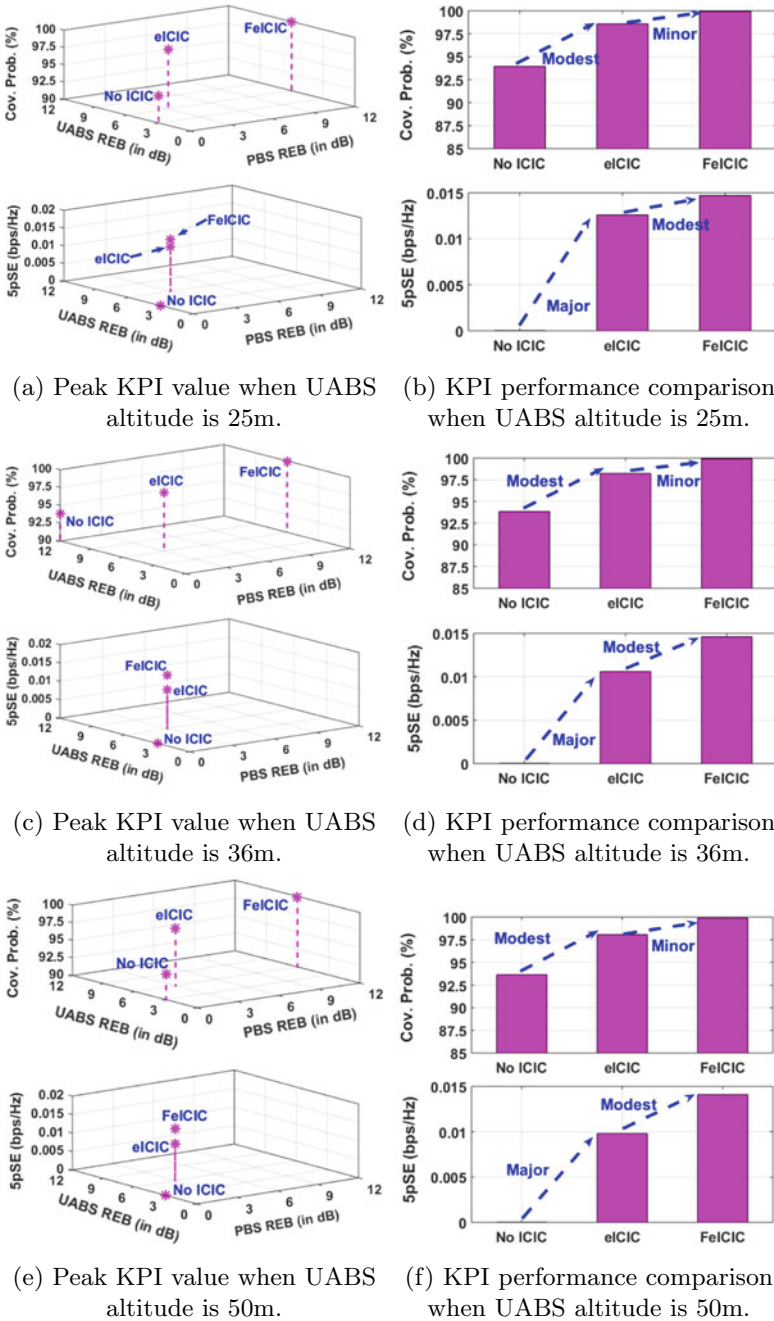 100
97.5
95
92.5
90
Cov. Prob. (%)
12
9
6
3
0
UABS REB (in dB)
0
3
6
9
12
PBS REB (in dB)
No ICIC
eICIC
FeICIC
100
97.5
95
92.5
90
87.5
85
Cov. Prob. (%)
Modest
Minor
No ICIC
eICIC
FeICIC
0.02
0.015
0.01
0.005
0
5pSE (bps/Hz)
12
9
6
3
0
UABS REB (in dB)
0
3
6
9
12
PBS REB (in dB)
FeICIC
eICIC
No ICIC
0.015
0.01
0.005
0
5pSE (bps/Hz)
Modest
Major
No ICIC
eICIC
FeICIC
(a) Peak KPI value when UABS
altitude is 25m.
(b) KPI performance comparison
when UABS altitude is 25m.
100
97.5
95
92.5
90
Cov. Prob. (%)
12
9
6
3
0
UABS REB (in dB)
0
3
6
9
12
PBS REB (in dB)
No ICIC
eICIC
FeICIC
100
97.5
95
92.5
90
87.5
85
Cov. Prob. (%)
Modest
Minor
No ICIC
eICIC
FeICIC
0.02
0.015
0.01
0.005
0
5pSE (bps/Hz)
12
9
6
3
0
UABS REB (in dB)
0
3
6
9
12
PBS REB (in dB)
FeICIC
eICIC
No ICIC
0.015
0.01
0.005
0
5pSE (bps/Hz)
Modest
Major
No ICIC
eICIC
FeICIC
(c) Peak KPI value when UABS
altitude is 36m.
(d) KPI performance comparison
when UABS altitude is 36m.
100
97.5
95
92.5
90
Cov. Prob. (%)
12
9
6
3
0
UABS REB (in dB)
0
3
6
9
12
PBS REB (in dB)
No ICIC
eICIC
FeICIC
100
97.5
95
92.5
90
87.5
85
Cov. Prob. (%)
Modest
Minor
No ICIC
eICIC
FeICIC
0.02
0.015
0.01
0.005
0
5pSE (bps/Hz)
12
9
6
3
0
UABS REB (in dB)
0
3
6
9
12
PBS REB (in dB)
FeICIC
eICIC
No ICIC
0.015
0.01
0.005
0
5pSE (bps/Hz)
Modest
Major
No ICIC
eICIC
FeICIC
(e) Peak KPI value when UABS
altitude is 50m.
(f) KPI performance comparison
when UABS altitude is 50m.